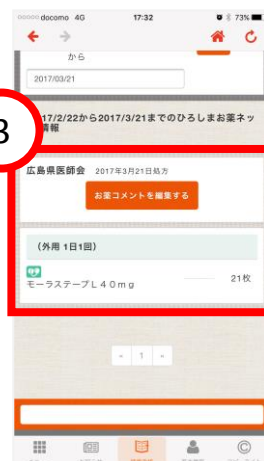 docomo 4G 17:32 73%
から
2017/03/21
3
17/2/22から2017/3/21までのひろしまお薬ネッ
情報
広島県医師会 2017年3月21日処方
お薬コメントを編集する
(外用 1日1回)
モーラステープL40mg 21枚
« 1 »